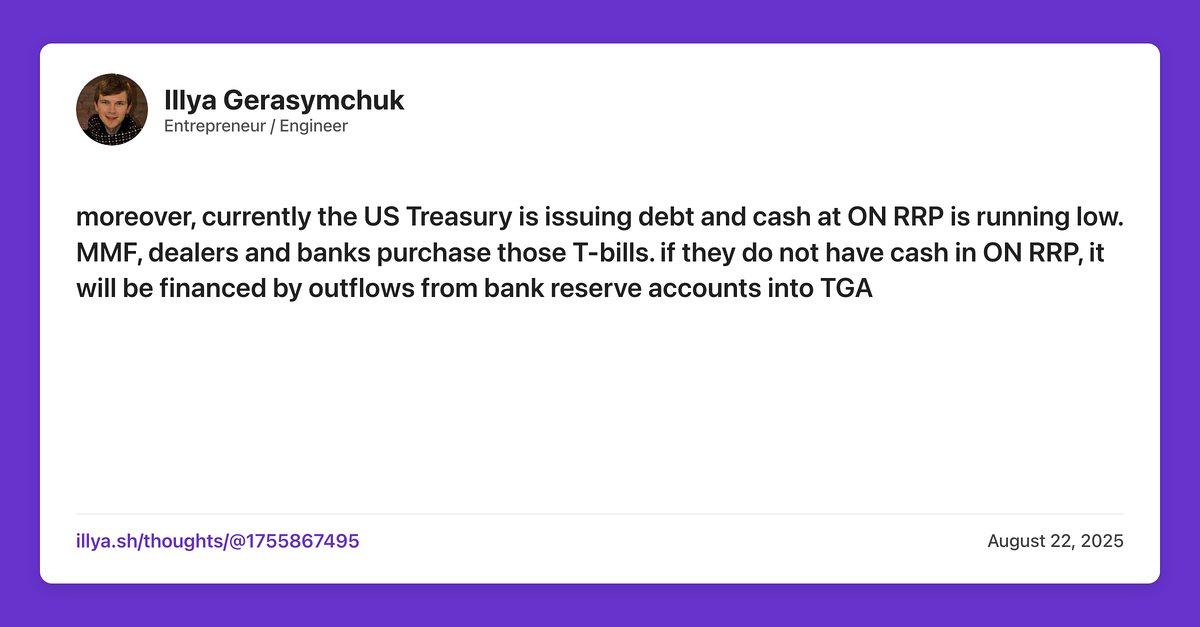 Illya Gerasymchuk
Entrepreneur / Engineer
moreover, currently the US Treasury is issuing debt and cash at ON RRP is running low.
MMF, dealers and banks purchase those T-bills. if they do not have cash in ON RRP, it
will be financed by outflows from bank reserve accounts into TGA
illya.sh/thoughts/@1755867495
August 22, 2025